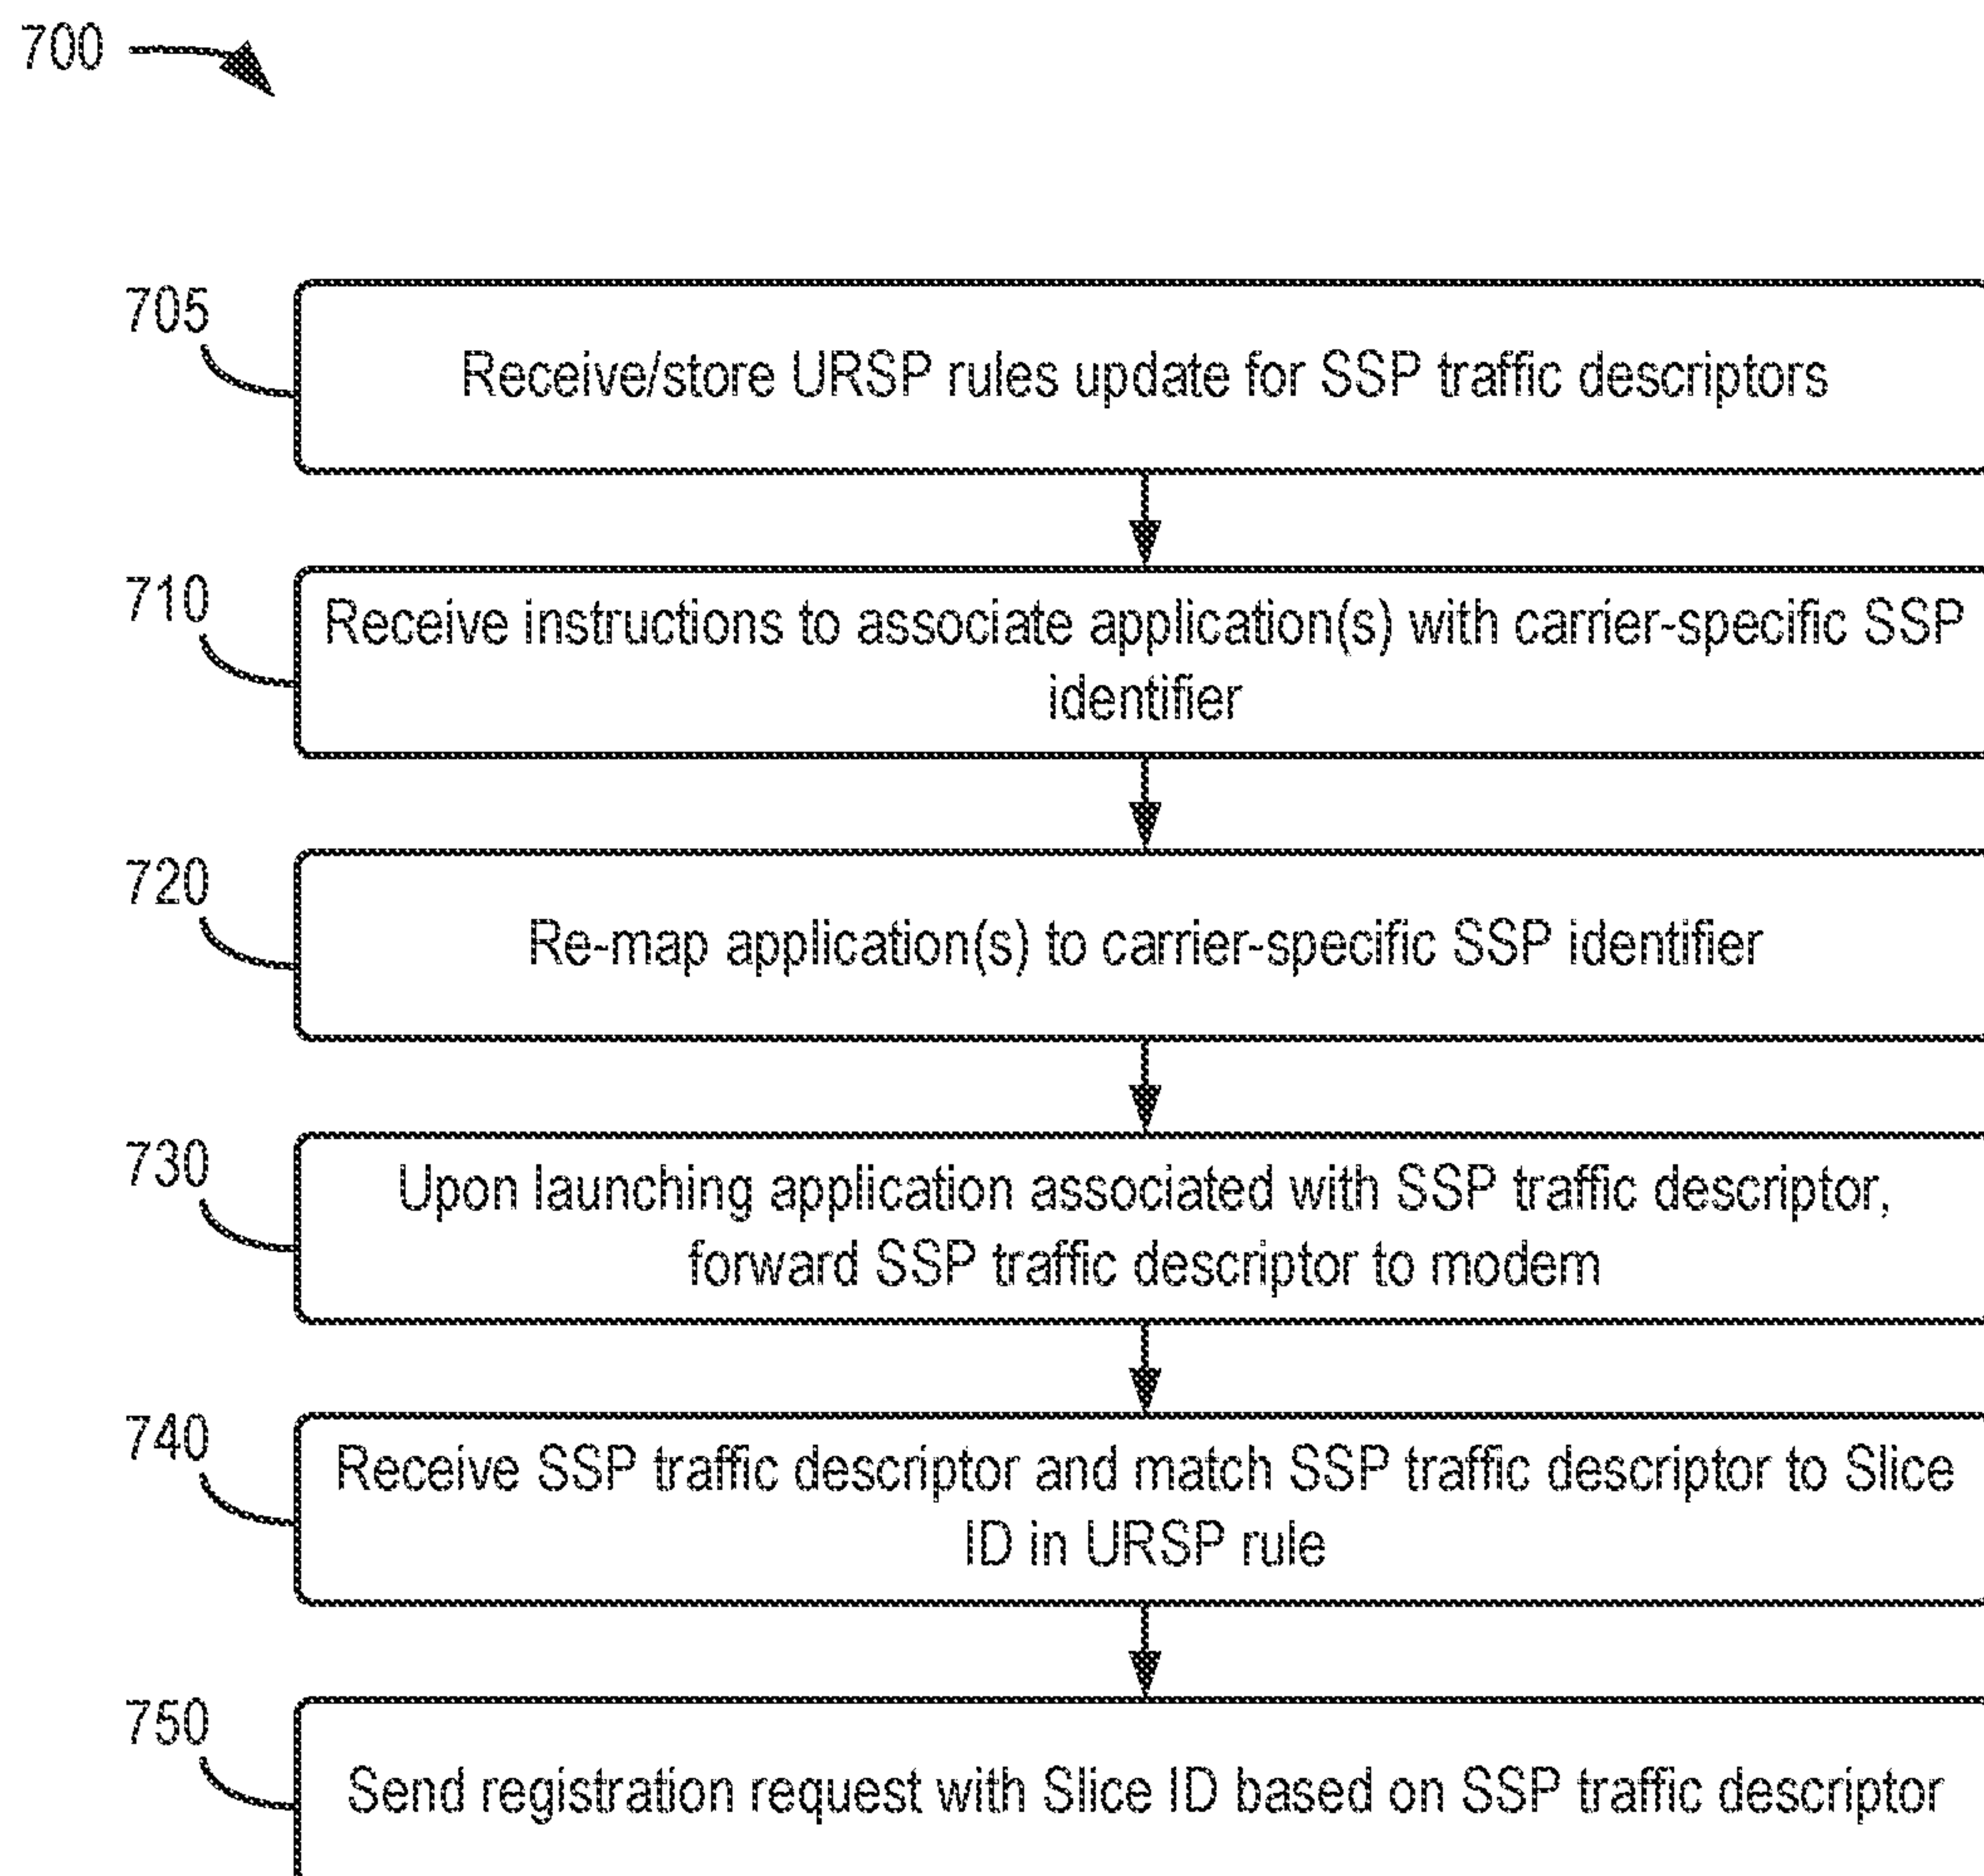 700
705
Receive/store URSP rules update for SSP traffic descriptors
710
Receive instructions to associate application(s) with carrier-specific SSP
identifier
720
Re-map application(s) to carrier-specific SSP identifier
730
Upon launching application associated with SSP traffic descriptor,
forward SSP traffic descriptor to modem
740
Receive SSP traffic descriptor and match SSP traffic descriptor to Slice
ID in URSP rule
750
Send registration request with Slice ID based on SSP traffic descriptor